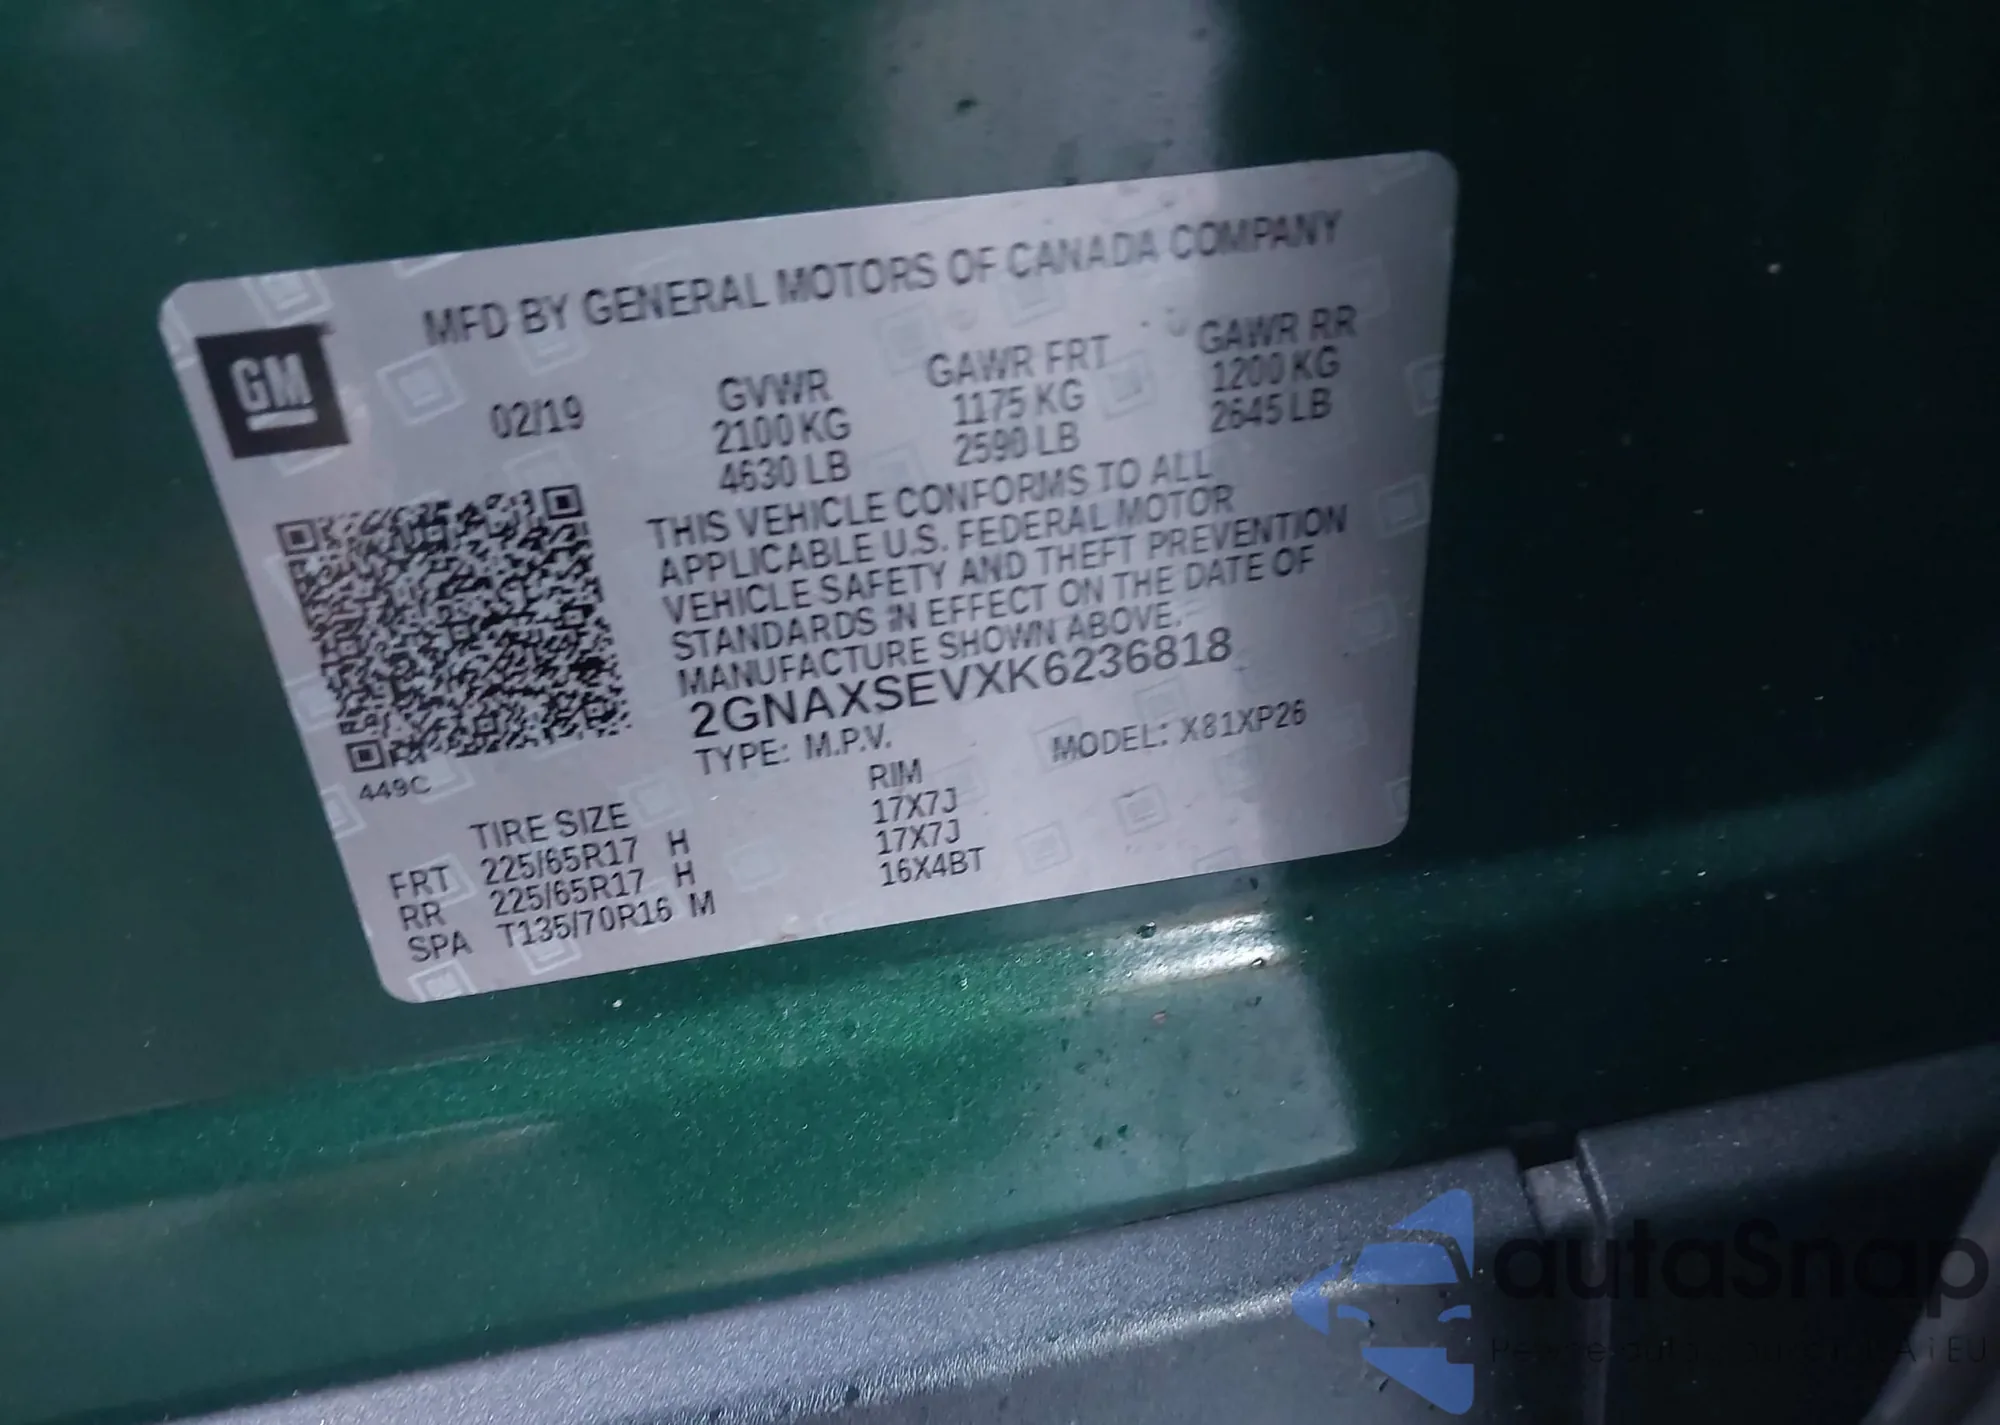 MFD BY GENERAL MOTORS OF CANADA COMPANY
GM
02/19
GVWR
2100 KG
4630 LB
GAWR FRT
1175 KG
2590 LB
GAWR RR
1200 KG
2645 LB
THIS VEHICLE CONFORMS TO ALL
APPLICABLE U.S. FEDERAL MOTOR
VEHICLE SAFETY AND THEFT PREVENTION
STANDARDS IN EFFECT ON THE DATE OF
MANUFACTURE SHOWN ABOVE.
2GNAXSEVXK6236818
TYPE: M.P.V.
MODEL: X81XP26
449C
TIRE SIZE
RIM
FRT 225/65R17 H 17X7J
RR 225/65R17 H 17X7J
SPA T135/70R16 M 16X4BT
autaSnap
i EU